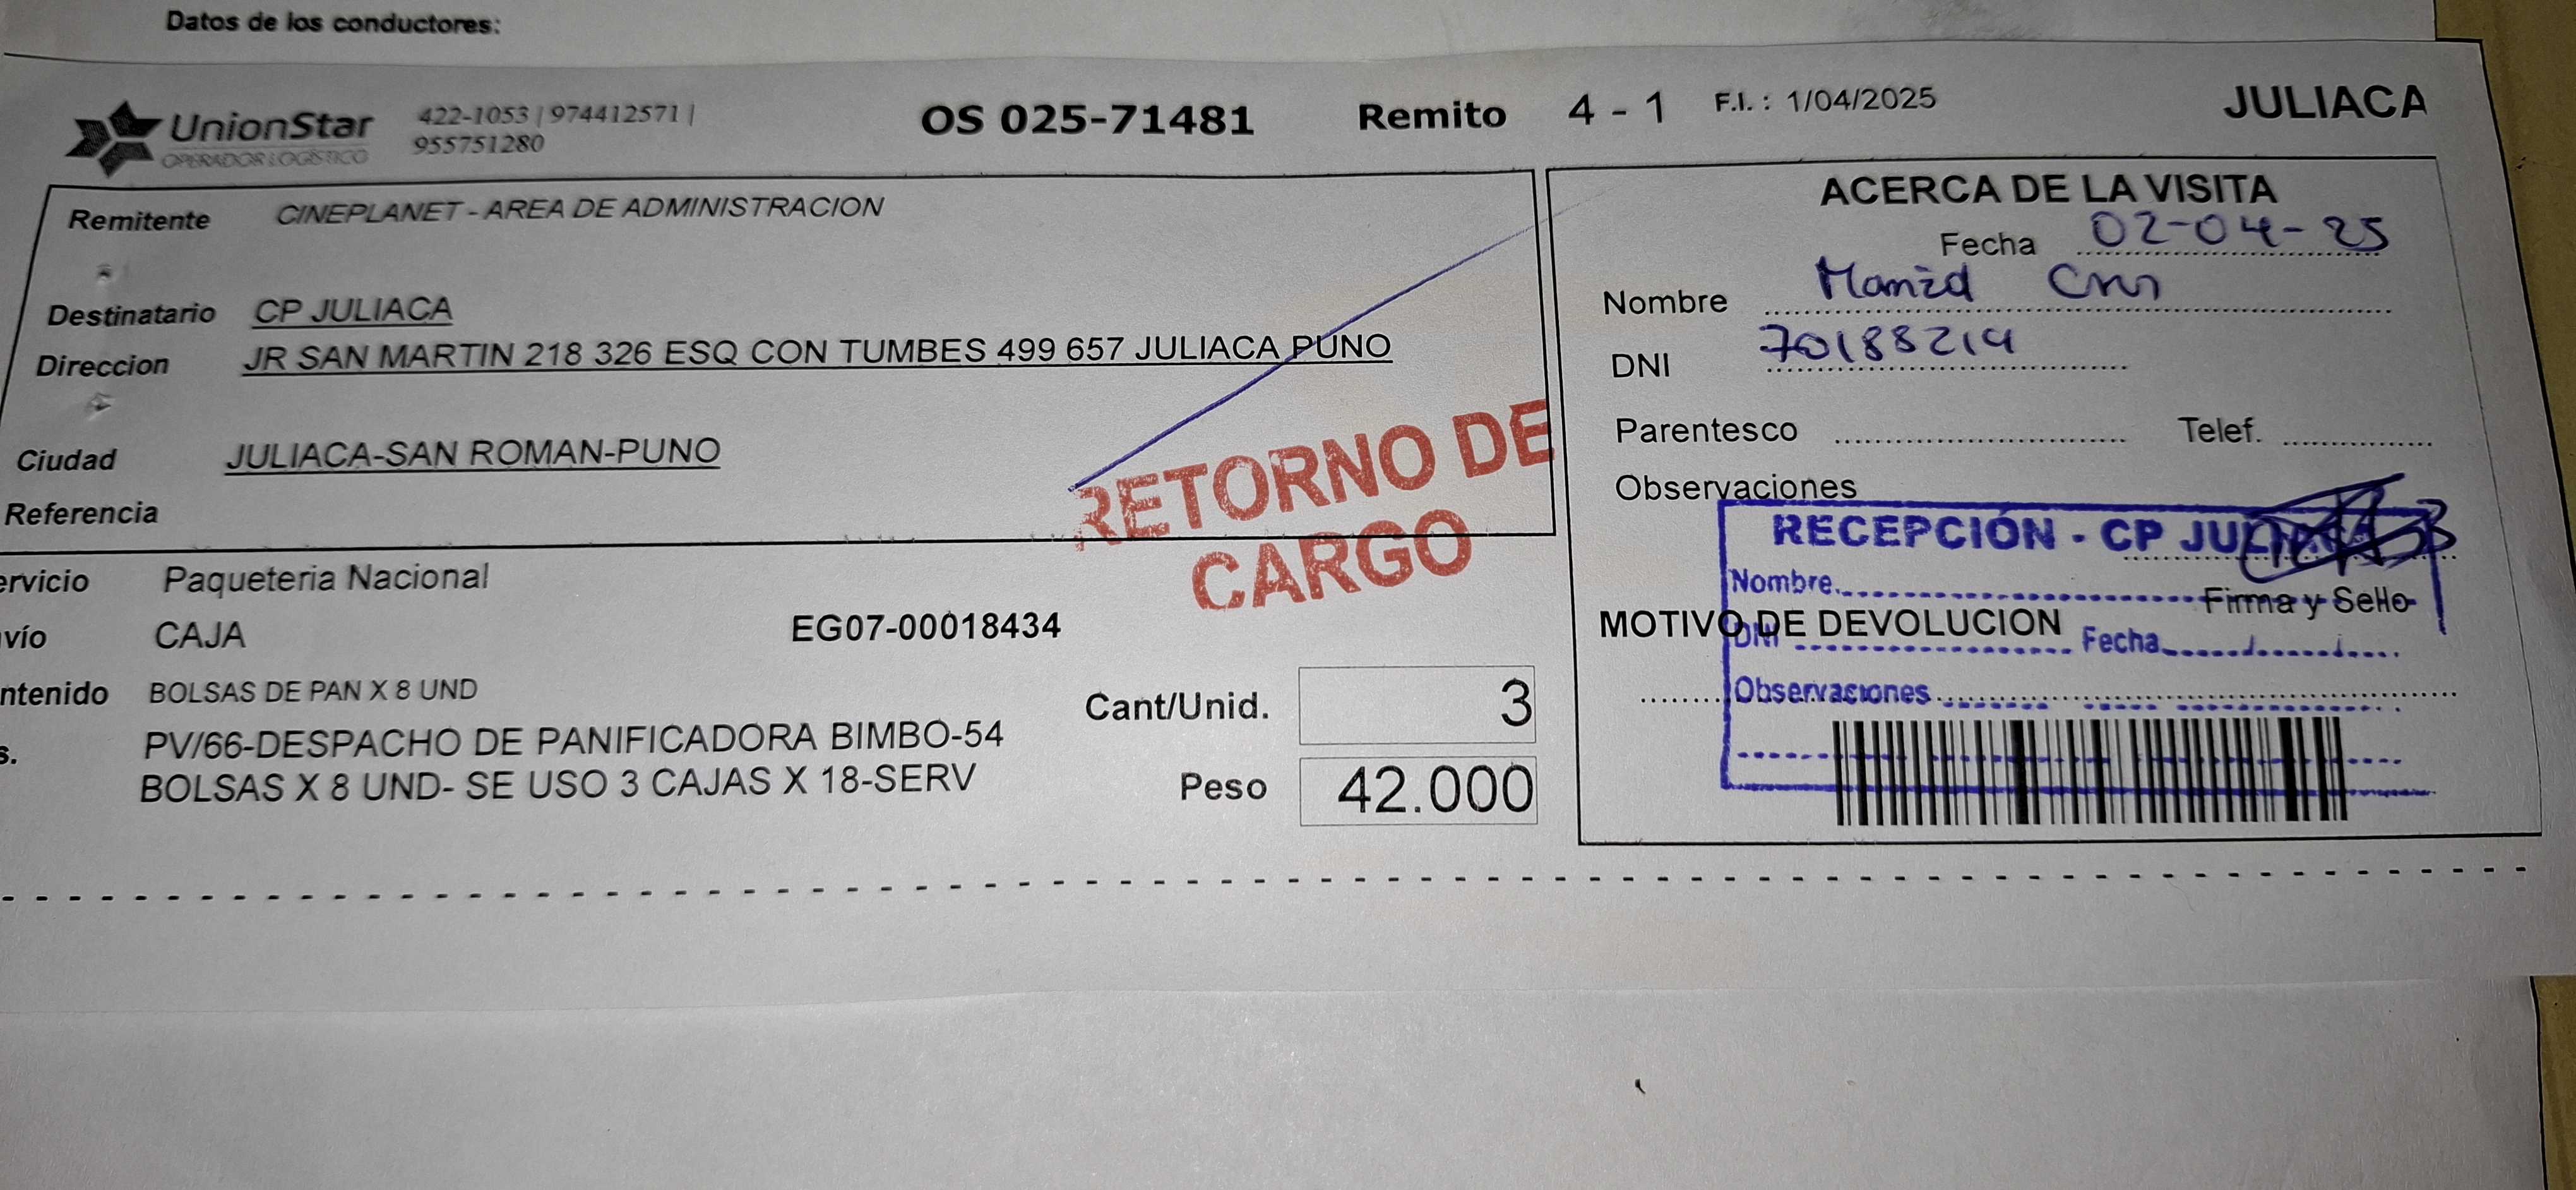 Datos de los conductores:
UnionStar
OPERADOR LOGÍSTICO
422-1053 | 974412571 |
955751280
OS 025-71481 Remito 4 - 1 F.I. : 1/04/2025 JULIACA
Remitente CINEPLANET - AREA DE ADMINISTRACION
Destinatario CP JULIACA
Direccion JR SAN MARTIN 218 326 ESQ CON TUMBES 499 657 JULIACA PUNO
Ciudad JULIACA-SAN ROMAN-PUNO
Referencia
RETORNO DE
CARGO
ervicio Paqueteria Nacional
vío CAJA EG07-00018434
ntenido BOLSAS DE PAN X 8 UND
Cant/Unid. 3
s. PV/66-DESPACHO DE PANIFICADORA BIMBO-54
BOLSAS X 8 UND- SE USO 3 CAJAS X 18-SERV
Peso 42.000
ACERCA DE LA VISITA
Fecha 02-04-25
Nombre
DNI 70188214
Parentesco Telef.
Observaciones
RECEPCIÓN - CP JULIACA
Nombre
Firma y Sello
MOTIVO DE DEVOLUCION
DNI Fecha
Observaciones